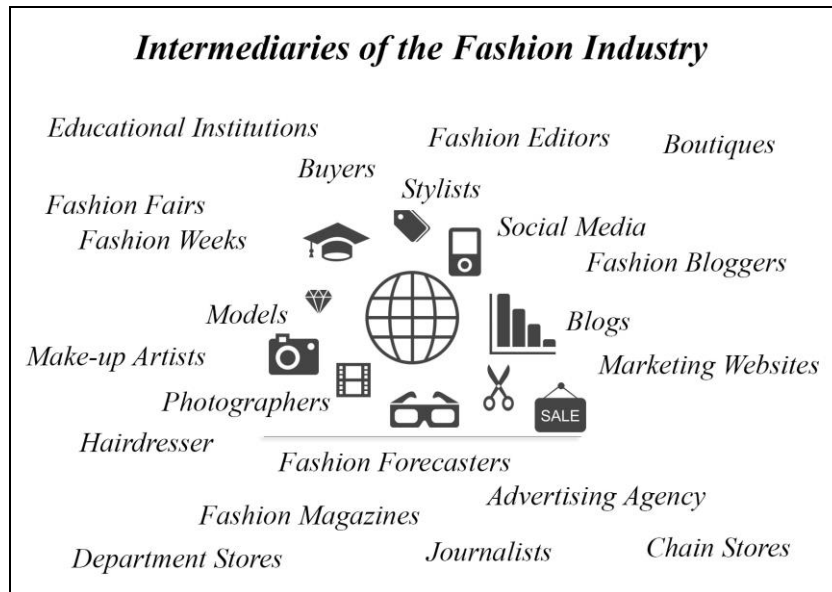 Intermediaries of the Fashion Industry
Educational Institutions
Fashion Editors
Boutiques
Buyers
Stylists
Fashion Fairs
Social Media
Fashion Weeks
Fashion Bloggers
Models
Blogs
Make-up Artists
Marketing Websites
Photographers
SALE
Hairdresser
Fashion Forecasters
Advertising Agency
Fashion Magazines
Journalists
Chain Stores
Department Stores